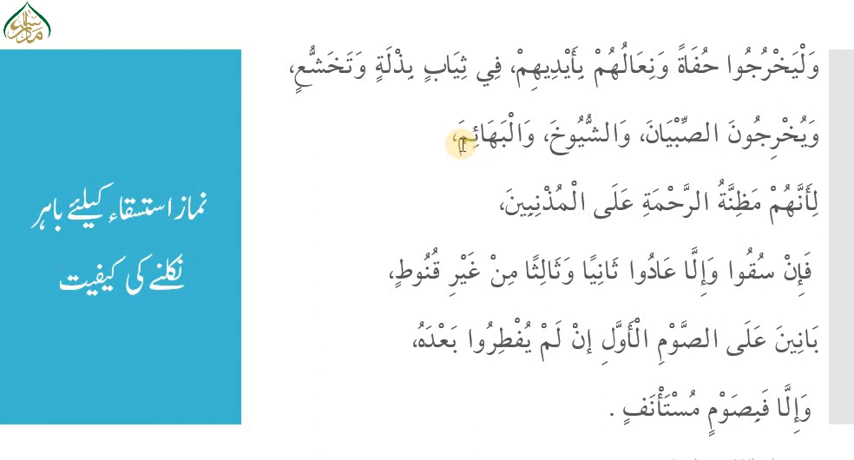 وَلْيَخْرُجُوا حُفَاةً وَنِعَالُهُمْ بِأَيْدِيهِمْ، فِي ثِيَابٍ بِذْلَةٍ وَتَخَشُّعٍ،
وَيُخْرِجُونَ الصِّبْيَانَ، وَالشُّيُوخَ، وَالْبَهَائِمَ،
لِأَنَّهُمْ مَظِنَّةُ الرَّحْمَةِ عَلَى الْمُذْنِبِينَ،
فَإِنْ سُقُوا وَإِلَّا عَادُوا ثَانِيًا وَثَالِثًا مِنْ غَيْرِ قُنُوطٍ،
بَانِينَ عَلَى الصَّوْمِ الْأَوَّلِ إنْ لَمْ يُفْطِرُوا بَعْدَهُ،
وَإِلَّا فَبِصَوْمٍ مُسْتَأْنَفٍ .
نماز استسقاء کیلئے باہر
نکلنے کی کیفیت